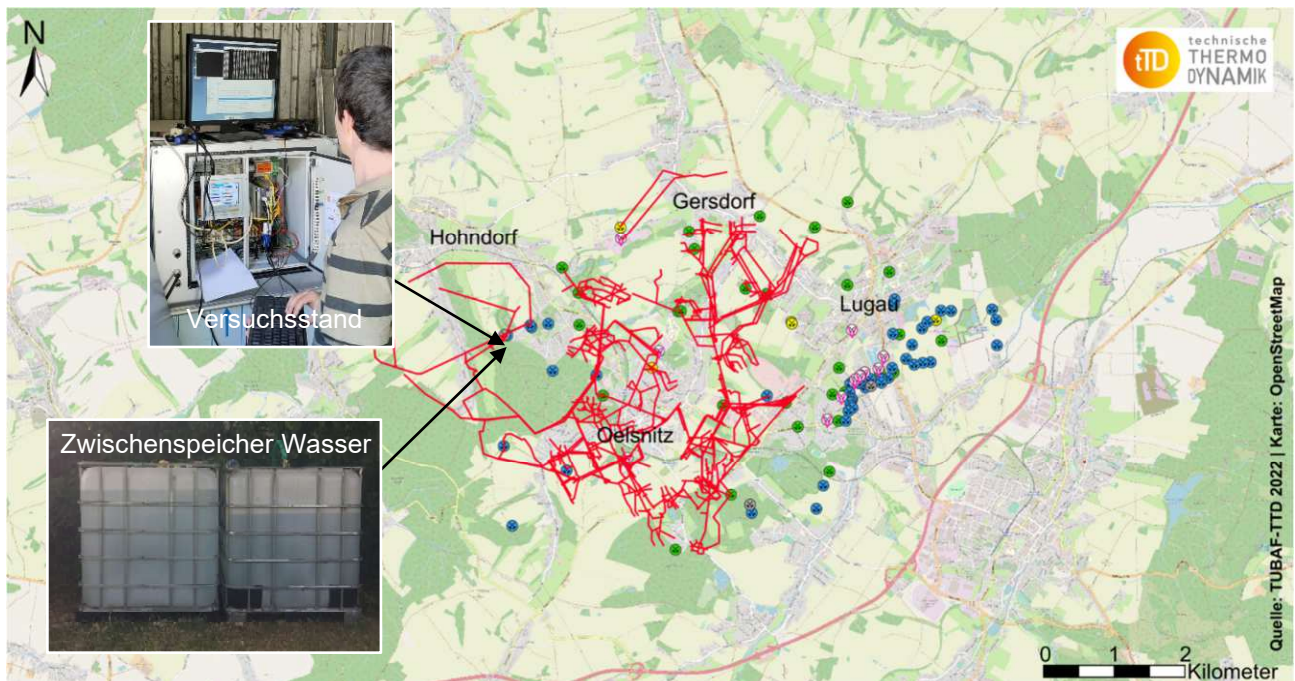 N
tTD
technische
THERMO
DYNAMIK
Versuchsstand
Gersdorf
Hohndorf
Lugau
Oelsnitz
Zwischenspeicher Wasser
Quelle: TUBAF-TTD 2022 | Karte: OpenStreetMap
0 1 2
Kilometer